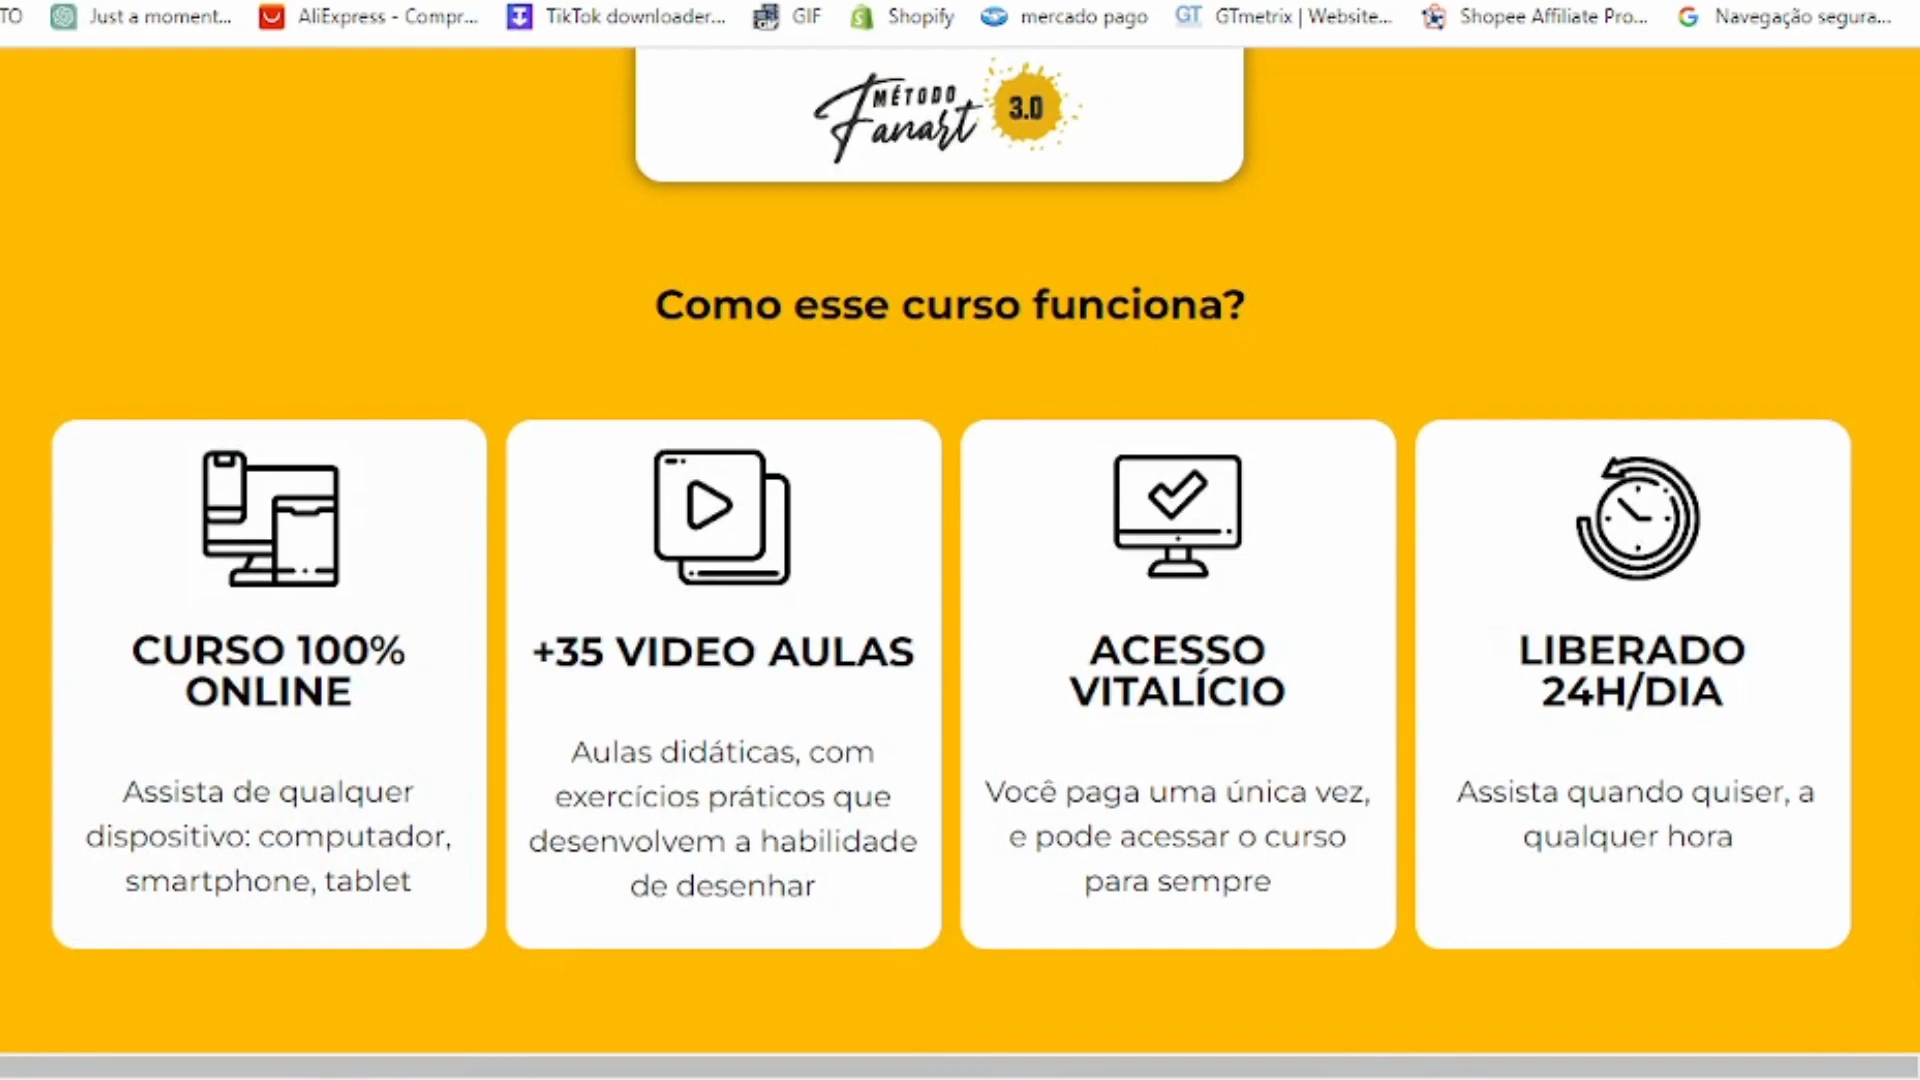 TO Just a moment... AliExpress - Compr... TikTok downloader... GIF Shopify mercado pago GTmetrix | Website... Shopee Affiliate Pro... Navegação segura...
MÉTODO
Fanart 3.0
Como esse curso funciona?
CURSO 100%
ONLINE
Assista de qualquer
dispositivo: computador,
smartphone, tablet
+35 VIDEO AULAS
Aulas didáticas, com
exercícios práticos que
desenvolvem a habilidade
de desenhar
ACESSO
VITALÍCIO
Você paga uma única vez,
e pode acessar o curso
para sempre
LIBERADO
24H/DIA
Assista quando quiser, a
qualquer hora